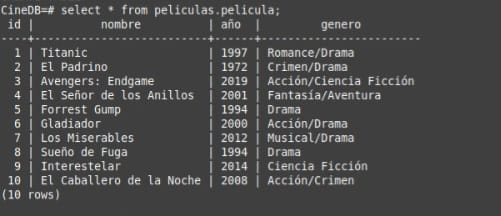 CineDB=# select * from peliculas.pelicula;
 id |          nombre          | año  |         genero
----+--------------------------+------+------------------------
  1 | Titanic                  | 1997 | Romance/Drama
  2 | El Padrino               | 1972 | Crimen/Drama
  3 | Avengers: Endgame        | 2019 | Acción/Ciencia Ficción
  4 | El Señor de los Anillos  | 2001 | Fantasía/Aventura
  5 | Forrest Gump             | 1994 | Drama
  6 | Gladiador                | 2000 | Acción/Drama
  7 | Los Miserables           | 2012 | Musical/Drama
  8 | Sueño de Fuga            | 1994 | Drama
  9 | Interestelar             | 2014 | Ciencia Ficción
 10 | El Caballero de la Noche | 2008 | Acción/Crimen
(10 rows)